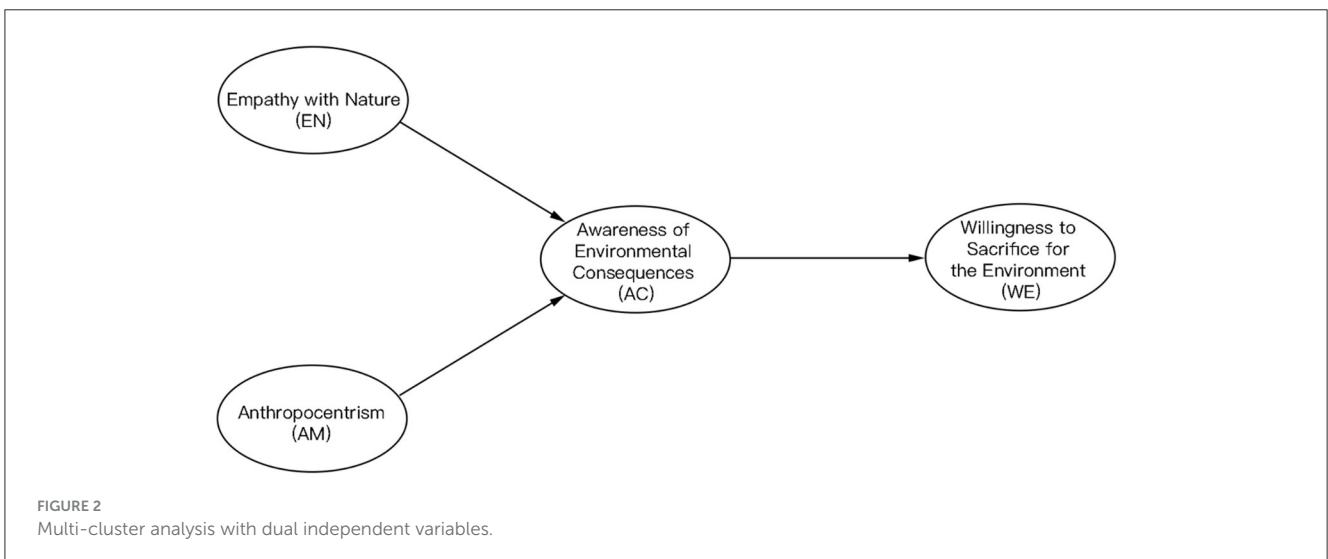 Empathy with Nature
(EN)
Awareness of
Environmental
Consequences
(AC)
Willingness to
Sacrifice for
the Environment
(WE)
Anthropocentrism
(AM)
FIGURE 2
Multi-cluster analysis with dual independent variables.